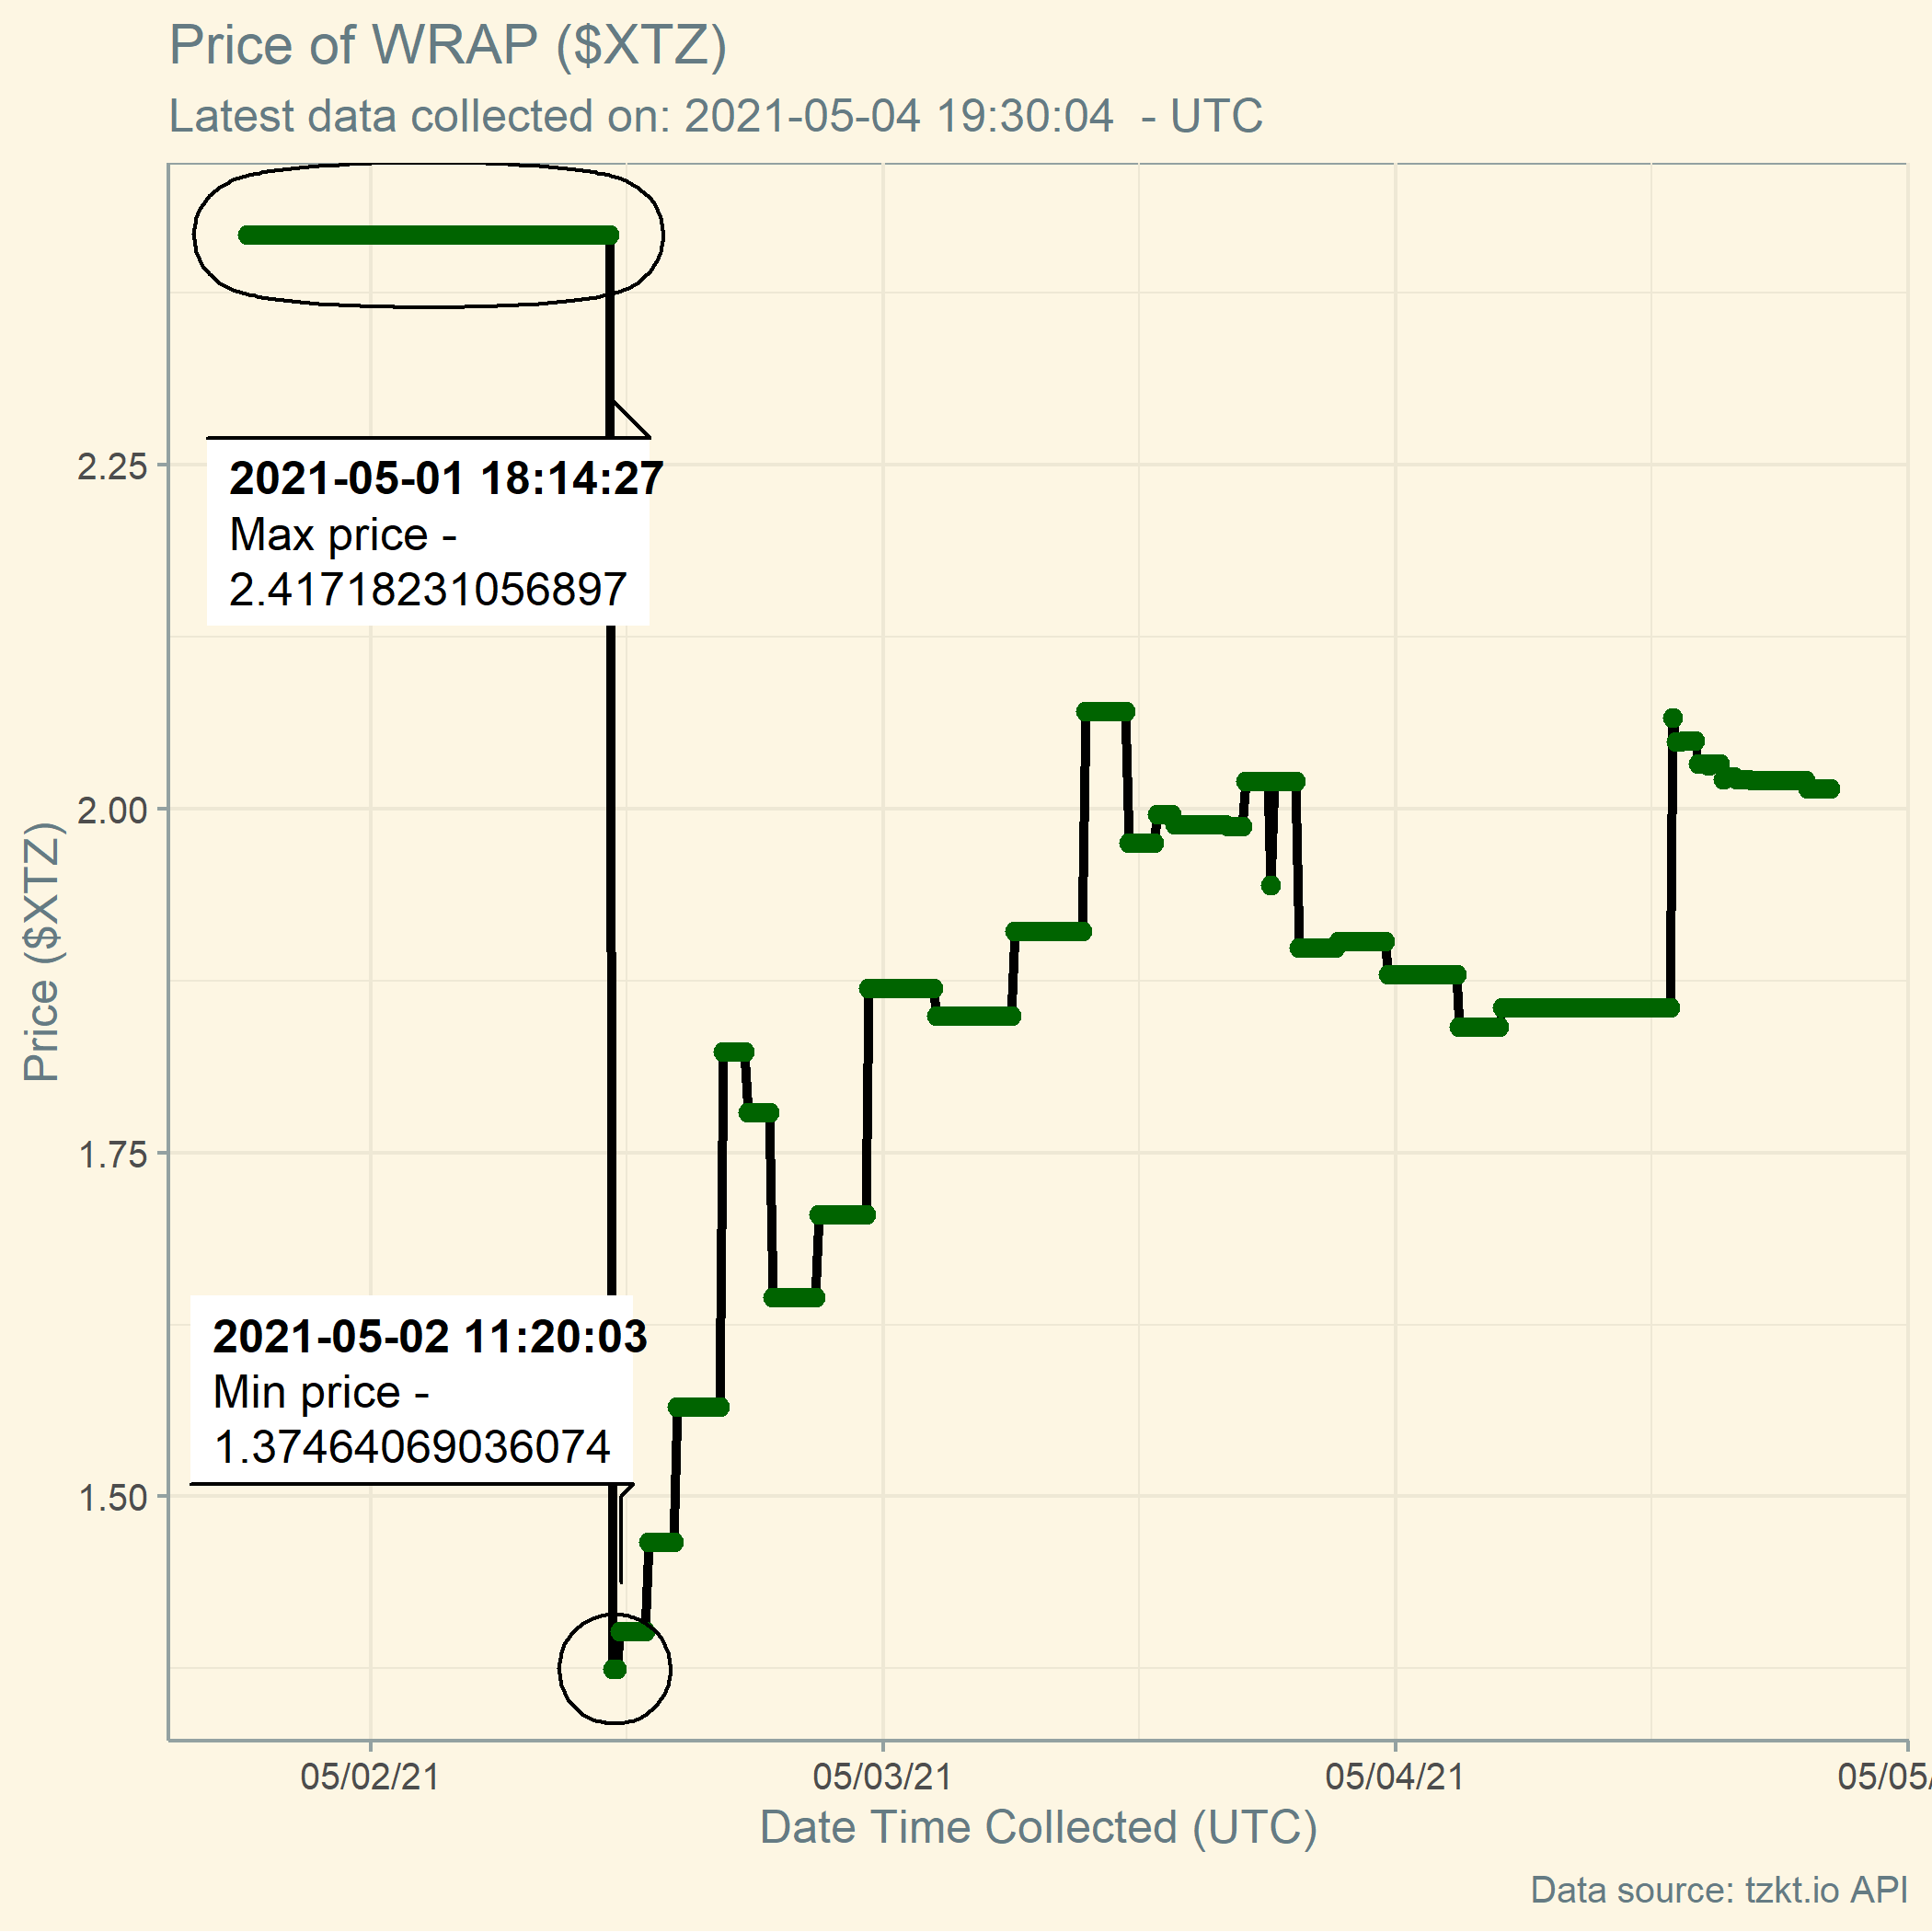 Price of WRAP ($XTZ)
Latest data collected on: 2021-05-04 19:30:04  - UTC
2.25
2.00
1.75
1.50
Price ($XTZ)
2021-05-01 18:14:27
Max price -
2.41718231056897
2021-05-02 11:20:03
Min price -
1.37464069036074
05/02/21
05/03/21
05/04/21
05/05/
Date Time Collected (UTC)
Data source: tzkt.io API